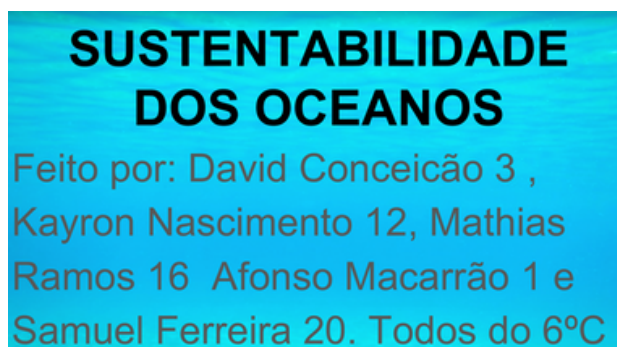 SUSTENTABILIDADE
DOS OCEANOS
Feito por: David Conceicão 3 ,
Kayron Nascimento 12, Mathias
Ramos 16  Afonso Macarrão 1 e
Samuel Ferreira 20. Todos do 6ºC